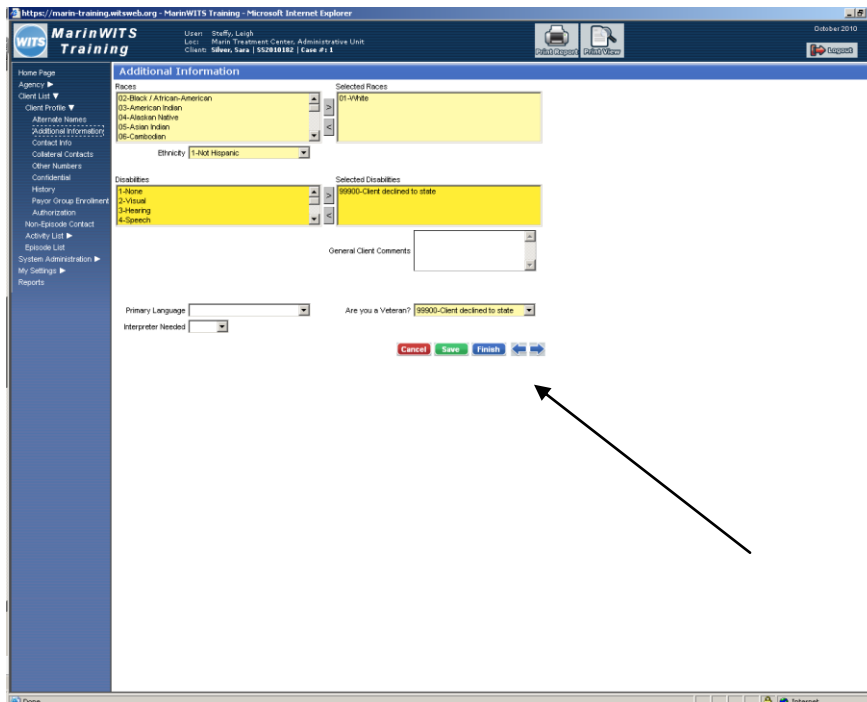 https://marin-training.witsweb.org - MarinWITS Training - Microsoft Internet Explorer
WITS
MarinWITS
Training
User: Steffy, Leigh
Loc: Marin Treatment Center, Administrative Unit
Client: Silver, Sara | SS2010182 | Case #: 1
Print Report Print View
October 2010
Logout
Home Page
Agency ▶
Client List ▼
Client Profile ▼
Alternate Names
Additional Information
Contact Info
Collateral Contacts
Other Numbers
Confidential
History
Payor Group Enrollment
Authorization
Non-Episode Contact
Activity List ▶
Episode List
System Administration ▶
My Settings ▶
Reports
Additional Information
Races
02-Black / African-American
03-American Indian
04-Alaskan Native
05-Asian Indian
06-Cambodian
>
<
Selected Races
01-White
Ethnicity 1-Not Hispanic
Disabilities
1-None
2-Visual
3-Hearing
4-Speech
>
<
Selected Disabilities
99900-Client declined to state
General Client Comments
Primary Language
Are you a Veteran? 99900-Client declined to state
Interpreter Needed
Cancel Save Finish
Done
Internet